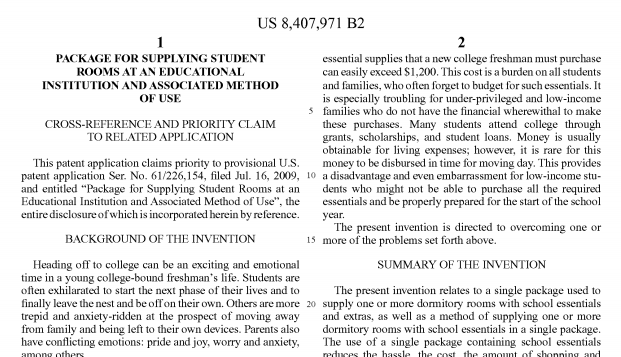 US 8,407,971 B2
1
PACKAGE FOR SUPPLYING STUDENT
ROOMS AT AN EDUCATIONAL
INSTITUTION AND ASSOCIATED METHOD
OF USE
CROSS-REFERENCE AND PRIORITY CLAIM
TO RELATED APPLICATION
This patent application claims priority to provisional U.S.
patent application Ser. No. 61/226,154, filed Jul. 16, 2009,
and entitled “Package for Supplying Student Rooms at an
Educational Institution and Associated Method of Use”, the
entire disclosure of which is incorporated herein by reference.
BACKGROUND OF THE INVENTION
Heading off to college can be an exciting and emotional
time in a young college-bound freshman's life. Students are
often exhilarated to start the next phase of their lives and to
finally leave the nest and be off on their own. Others are more
trepid and anxiety-ridden at the prospect of moving away
from family and being left to their own devices. Parents also
have conflicting emotions: pride and joy, worry and anxiety,
among others.
5
10
15
20
2
essential supplies that a new college freshman must purchase
can easily exceed $1,200. This cost is a burden on all students
and families, who often forget to budget for such essentials. It
is especially troubling for under-privileged and low-income
families who do not have the financial wherewithal to make
these purchases. Many students attend college through
grants, scholarships, and student loans. Money is usually
obtainable for living expenses; however, it is rare for this
money to be disbursed in time for moving day. This provides
a disadvantage and even embarrassment for low-income stu-
dents who might not be able to purchase all the required
essentials and be properly prepared for the start of the school
year.
The present invention is directed to overcoming one or
more of the problems set forth above.
SUMMARY OF THE INVENTION
The present invention relates to a single package used to
supply one or more dormitory rooms with school essentials
and extras, as well as a method of supplying one or more
dormitory rooms with school essentials in a single package.
The use of a single package containing school essentials
reduces the hassle, the cost, the amount of shopping and